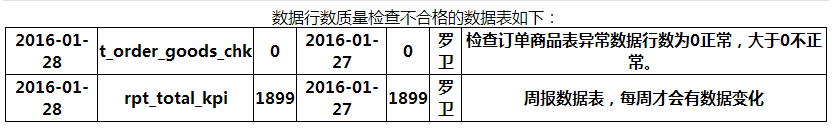 数据行数质量检查不合格的数据表如下：
2016-01-28 t_order_goods_chk 0 2016-01-27 0 罗卫 检查订单商品表异常数据行数为0正常，大于0不正常。
2016-01-28 rpt_total_kpi 1899 2016-01-27 1899 罗卫 周报数据表，每周才会有数据变化